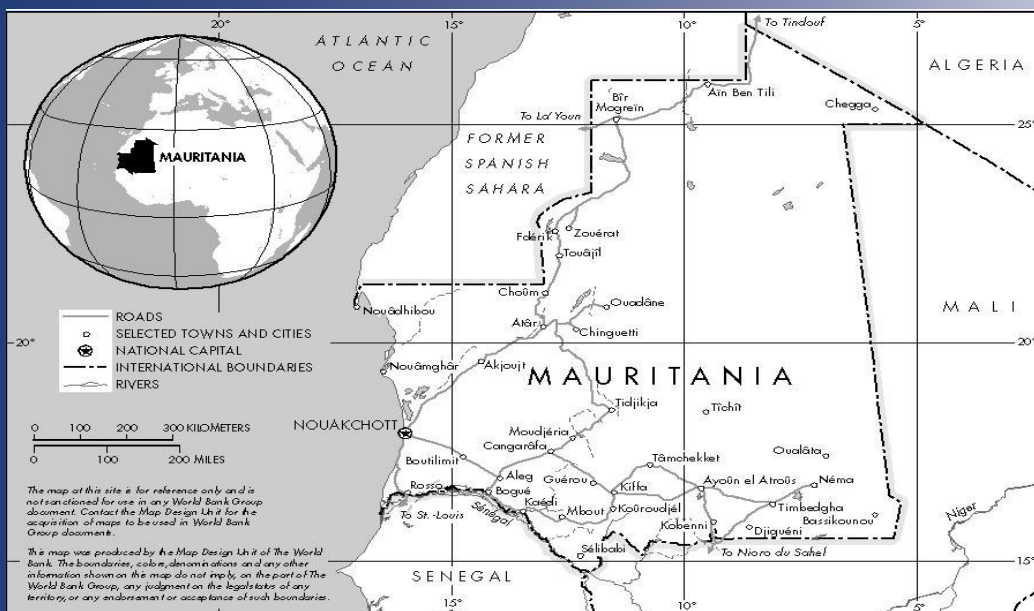 20°
15°
10°
5°
To Tindouf
ATLANTIC
OCEAN
ALGERIA
Aïn Ben Tili
Chegga
Bîr
Mogreïn
To La'Youn
25°
FORMER
SPANISH
SAHARA
MAURITANIA
Fdérik
Zouérat
Touâjîl
Choûm
Ouadâne
Nouâdhibou
Atâr
Chinguetti
MALI
ROADS
SELECTED TOWNS AND CITIES
NATIONAL CAPITAL
INTERNATIONAL BOUNDARIES
RIVERS
20°
20°
Nouâmghâr
Akjoujt
MAURITANIA
Tidjikja
Tîchît
0 100 200 300 KILOMETERS
0 100 200 MILES
NOUAKCHOTT
Moudjéria
Cangarâfa
Boutilimit
Tâmchekket
Oualâta
Aleg
Guérou
Kiffa
Ayoûn el Atroûs
Néma
Rosso
Bogué
Kaédi
Mbout
Koûroudjél
Timbedgha
Bassikounou
To St.-Louis
Sénégal
Kobenni
Djiguéni
Niger
Sélibabi
To Nioro du Sahel
SENEGAL
15°
15°
10°
5°
The map at this site is for reference only and is
not sanctioned for use in any World Bank Group
document. Contact the Map Design Unit for the
acquisition of maps to be used in World Bank
Group documents.
This map was produced by the Map Design Unit of The World
Bank. The boundaries, colors, denominations and any other
information shown on this map do not imply, on the part of The
World Bank Group, any judgment on the legal status of any
territory, or any endorsement or acceptance of such boundaries.